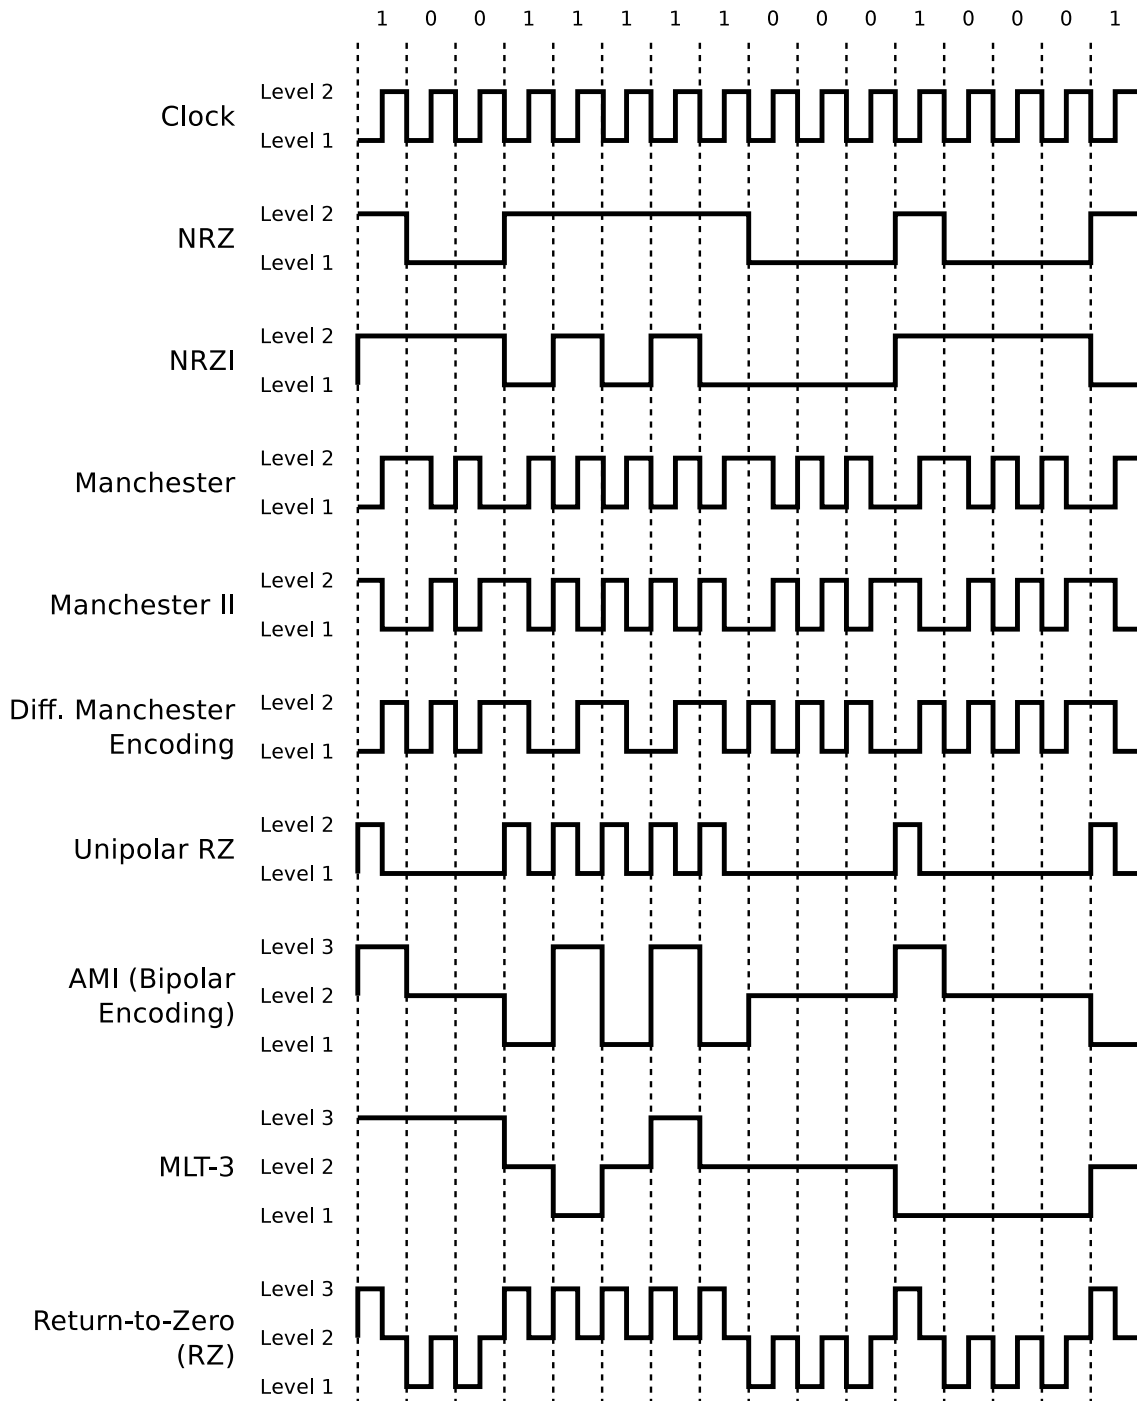 1 0 0 1 1 1 1 1 0 0 0 1 0 0 0 1
Clock
Level 2
Level 1
NRZ
Level 2
Level 1
NRZI
Level 2
Level 1
Manchester
Level 2
Level 1
Manchester II
Level 2
Level 1
Diff. Manchester
Encoding
Level 2
Level 1
Unipolar RZ
Level 2
Level 1
AMI (Bipolar
Encoding)
Level 3
Level 2
Level 1
MLT-3
Level 3
Level 2
Level 1
Return-to-Zero
(RZ)
Level 3
Level 2
Level 1